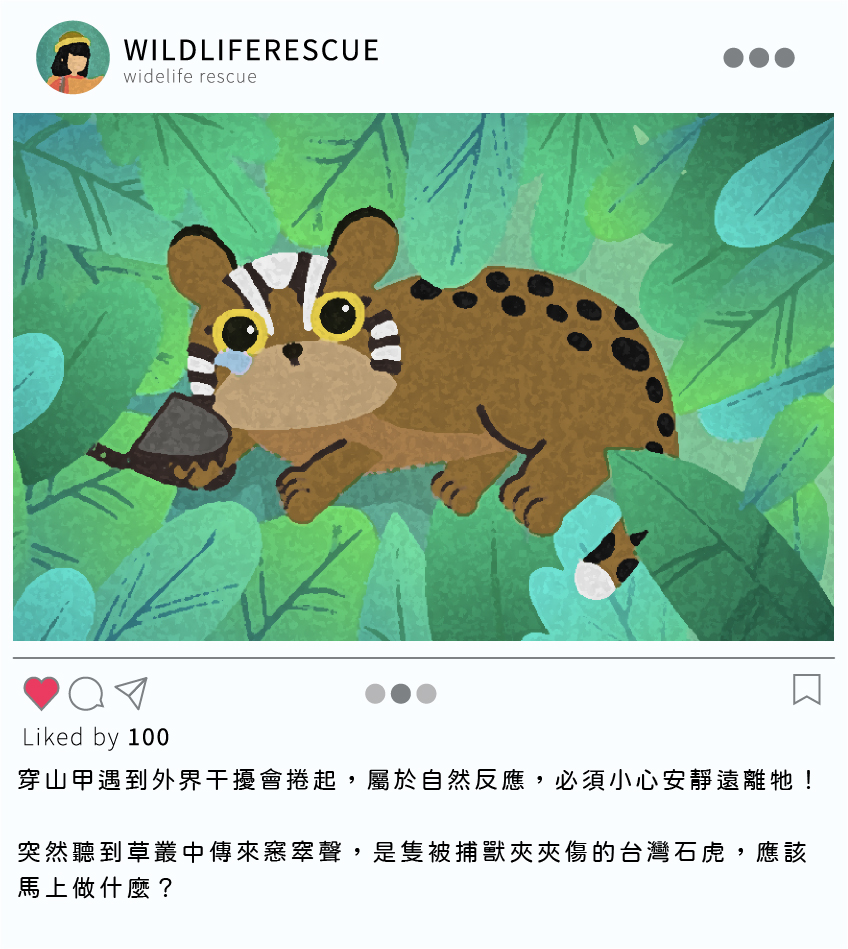 WILDLIFERESCUE
widelife rescue
Liked by 100
穿山甲遇到外界干擾會捲起，屬於自然反應，必須小心安靜遠離牠！
突然聽到草叢中傳來窸窣聲，是隻被捕獸夾夾傷的台灣石虎，應該
馬上做什麼？